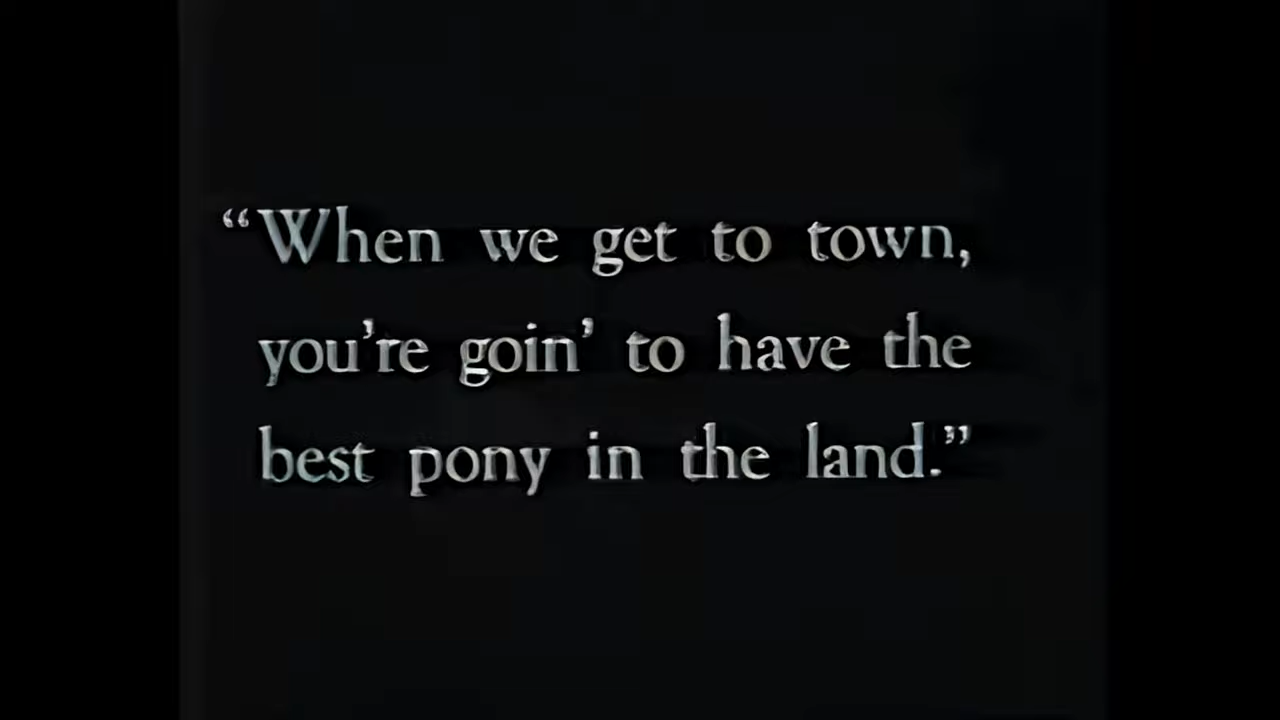 “When we get to town,
you’re goin’ to have the
best pony in the land.”